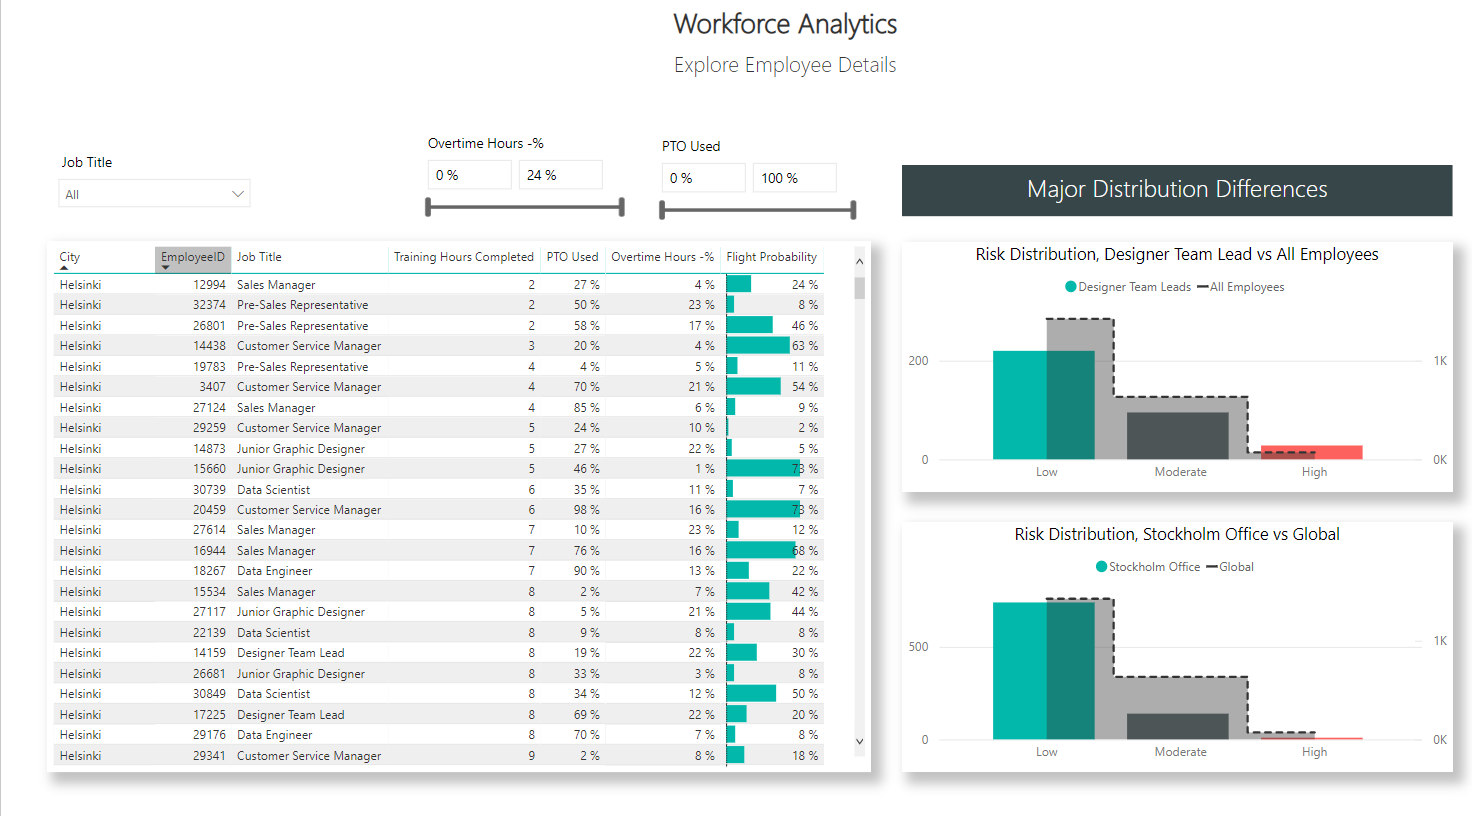 Workforce Analytics
Explore Employee Details
Job Title
All
Overtime Hours -%
0 %
24 %
PTO Used
0 %
100 %
City EmployeeID Job Title Training Hours Completed PTO Used Overtime Hours -% Flight Probability
Helsinki 12994 Sales Manager 2 27 % 4 % 24 %
Helsinki 32374 Pre-Sales Representative 2 50 % 23 % 8 %
Helsinki 26801 Pre-Sales Representative 2 58 % 17 % 46 %
Helsinki 14438 Customer Service Manager 3 20 % 4 % 63 %
Helsinki 19783 Pre-Sales Representative 4 4 % 5 % 11 %
Helsinki 3407 Customer Service Manager 4 70 % 21 % 54 %
Helsinki 27124 Sales Manager 4 85 % 6 % 9 %
Helsinki 29259 Customer Service Manager 5 24 % 10 % 2 %
Helsinki 14873 Junior Graphic Designer 5 27 % 22 % 5 %
Helsinki 15660 Junior Graphic Designer 5 46 % 1 % 73 %
Helsinki 30739 Data Scientist 6 35 % 11 % 7 %
Helsinki 20459 Customer Service Manager 6 98 % 16 % 73 %
Helsinki 27614 Sales Manager 7 10 % 23 % 12 %
Helsinki 16944 Sales Manager 7 76 % 16 % 68 %
Helsinki 18267 Data Engineer 7 90 % 13 % 22 %
Helsinki 15534 Sales Manager 8 2 % 7 % 42 %
Helsinki 27117 Junior Graphic Designer 8 5 % 21 % 44 %
Helsinki 22139 Data Scientist 8 9 % 8 % 8 %
Helsinki 14159 Designer Team Lead 8 19 % 22 % 30 %
Helsinki 26681 Junior Graphic Designer 8 33 % 3 % 8 %
Helsinki 30849 Data Scientist 8 34 % 12 % 50 %
Helsinki 17225 Designer Team Lead 8 69 % 22 % 20 %
Helsinki 29176 Data Engineer 8 70 % 7 % 8 %
Helsinki 29341 Customer Service Manager 9 2 % 8 % 18 %
Major Distribution Differences
Risk Distribution, Designer Team Lead vs All Employees
Designer Team Leads All Employees
200 1K
0 0K
Low Moderate High
Risk Distribution, Stockholm Office vs Global
Stockholm Office Global
500 1K
0 0K
Low Moderate High